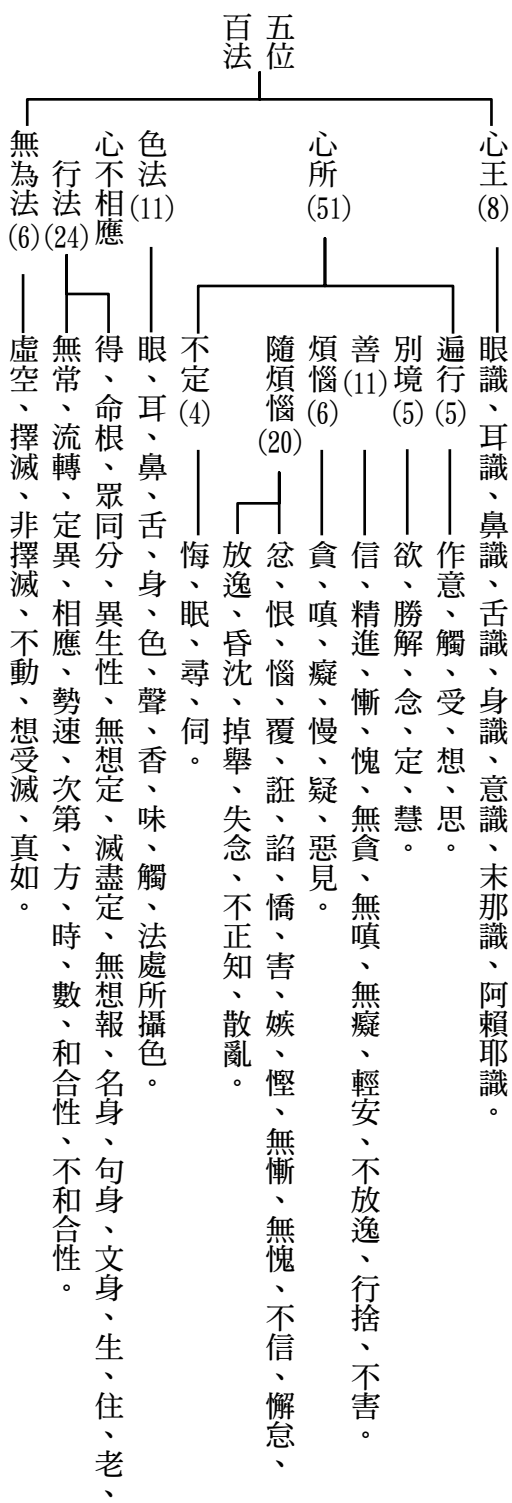 五位
百法
心王(8)
眼識、耳識、鼻識、舌識、身識、意識、末那識、阿賴耶識。
心所(51)
遍行(5)
作意、觸、受、想、思。
別境(5)
欲、勝解、念、定、慧。
善(11)
信、精進、慚、愧、無貪、無嗔、無癡、輕安、不放逸、行捨、不害。
煩惱(6)
貪、嗔、癡、慢、疑、惡見。
隨煩惱(20)
忿、恨、惱、覆、誑、諂、憍、害、嫉、慳、無慚、無愧、不信、懈怠、
放逸、昏沈、掉舉、失念、不正知、散亂。
不定(4)
悔、眠、尋、伺。
色法(11)
眼、耳、鼻、舌、身、色、聲、香、味、觸、法處所攝色。
心不相應
行法(24)
得、命根、眾同分、異生性、無想定、滅盡定、無想報、名身、句身、文身、生、住、老、
無常、流轉、定異、相應、勢速、次第、方、時、數、和合性、不和合性。
無為法(6)
虛空、擇滅、非擇滅、不動、想受滅、真如。